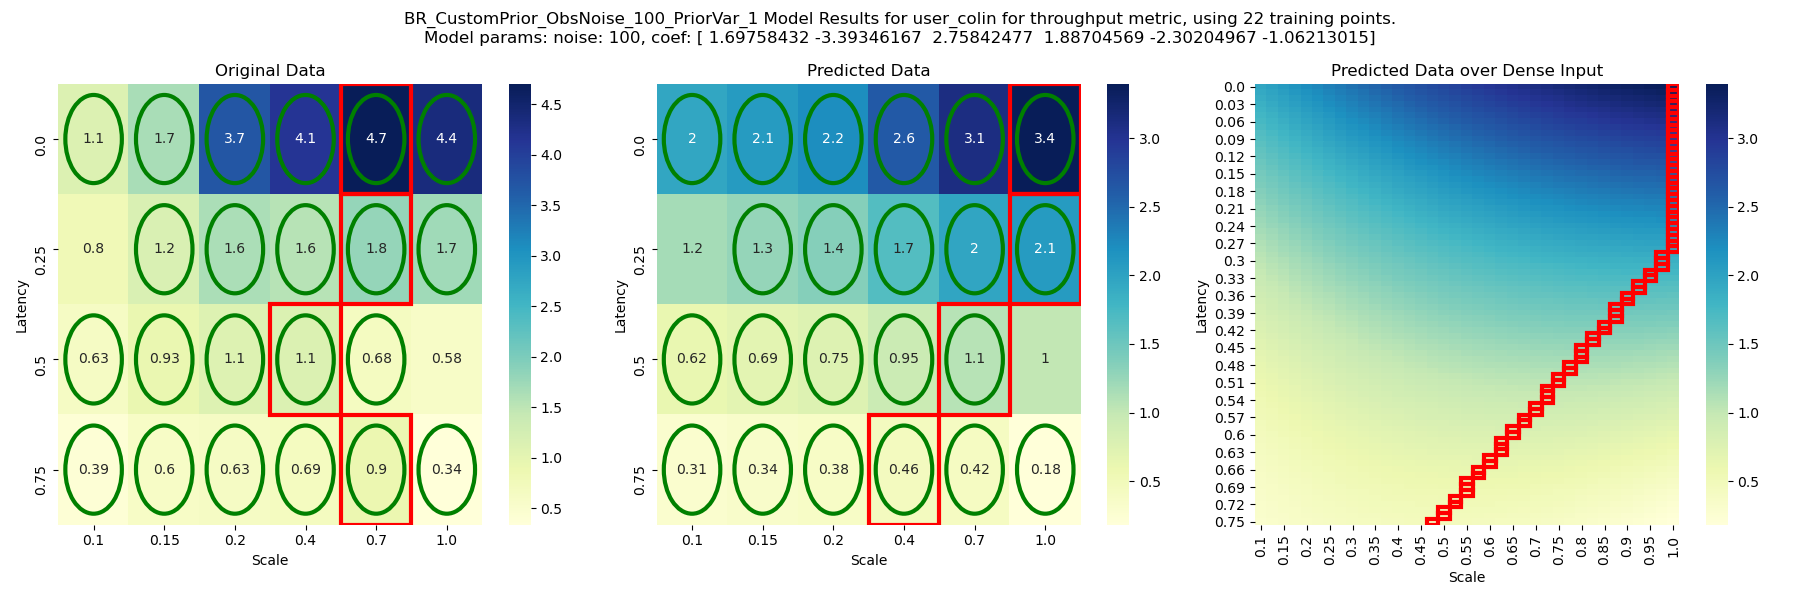 BR_CustomPrior_ObsNoise_100_PriorVar_1 Model Results for user_colin for throughput metric, using 22 training points.
Model params: noise: 100, coef: [ 1.69758432 -3.39346167  2.75842477  1.88704569 -2.30204967 -1.06213015]
Original Data
Latency
0.0
1.1 1.7 3.7 4.1 4.7 4.4
0.25
0.8 1.2 1.6 1.6 1.8 1.7
0.5
0.63 0.93 1.1 1.1 0.68 0.58
0.75
0.39 0.6 0.63 0.69 0.9 0.34
0.1 0.15 0.2 0.4 0.7 1.0
Scale
4.5
4.0
3.5
3.0
2.5
2.0
1.5
1.0
0.5
Predicted Data
Latency
0.0
2 2.1 2.2 2.6 3.1 3.4
0.25
1.2 1.3 1.4 1.7 2 2.1
0.5
0.62 0.69 0.75 0.95 1.1 1
0.75
0.31 0.34 0.38 0.46 0.42 0.18
0.1 0.15 0.2 0.4 0.7 1.0
Scale
3.0
2.5
2.0
1.5
1.0
0.5
Predicted Data over Dense Input
Latency
0.0
0.03
0.06
0.09
0.12
0.15
0.18
0.21
0.24
0.27
0.3
0.33
0.36
0.39
0.42
0.45
0.48
0.51
0.54
0.57
0.6
0.63
0.66
0.69
0.72
0.75
0.1 0.15 0.2 0.25 0.3 0.35 0.4 0.45 0.5 0.55 0.6 0.65 0.7 0.75 0.8 0.85 0.9 0.95 1.0
Scale
3.0
2.5
2.0
1.5
1.0
0.5